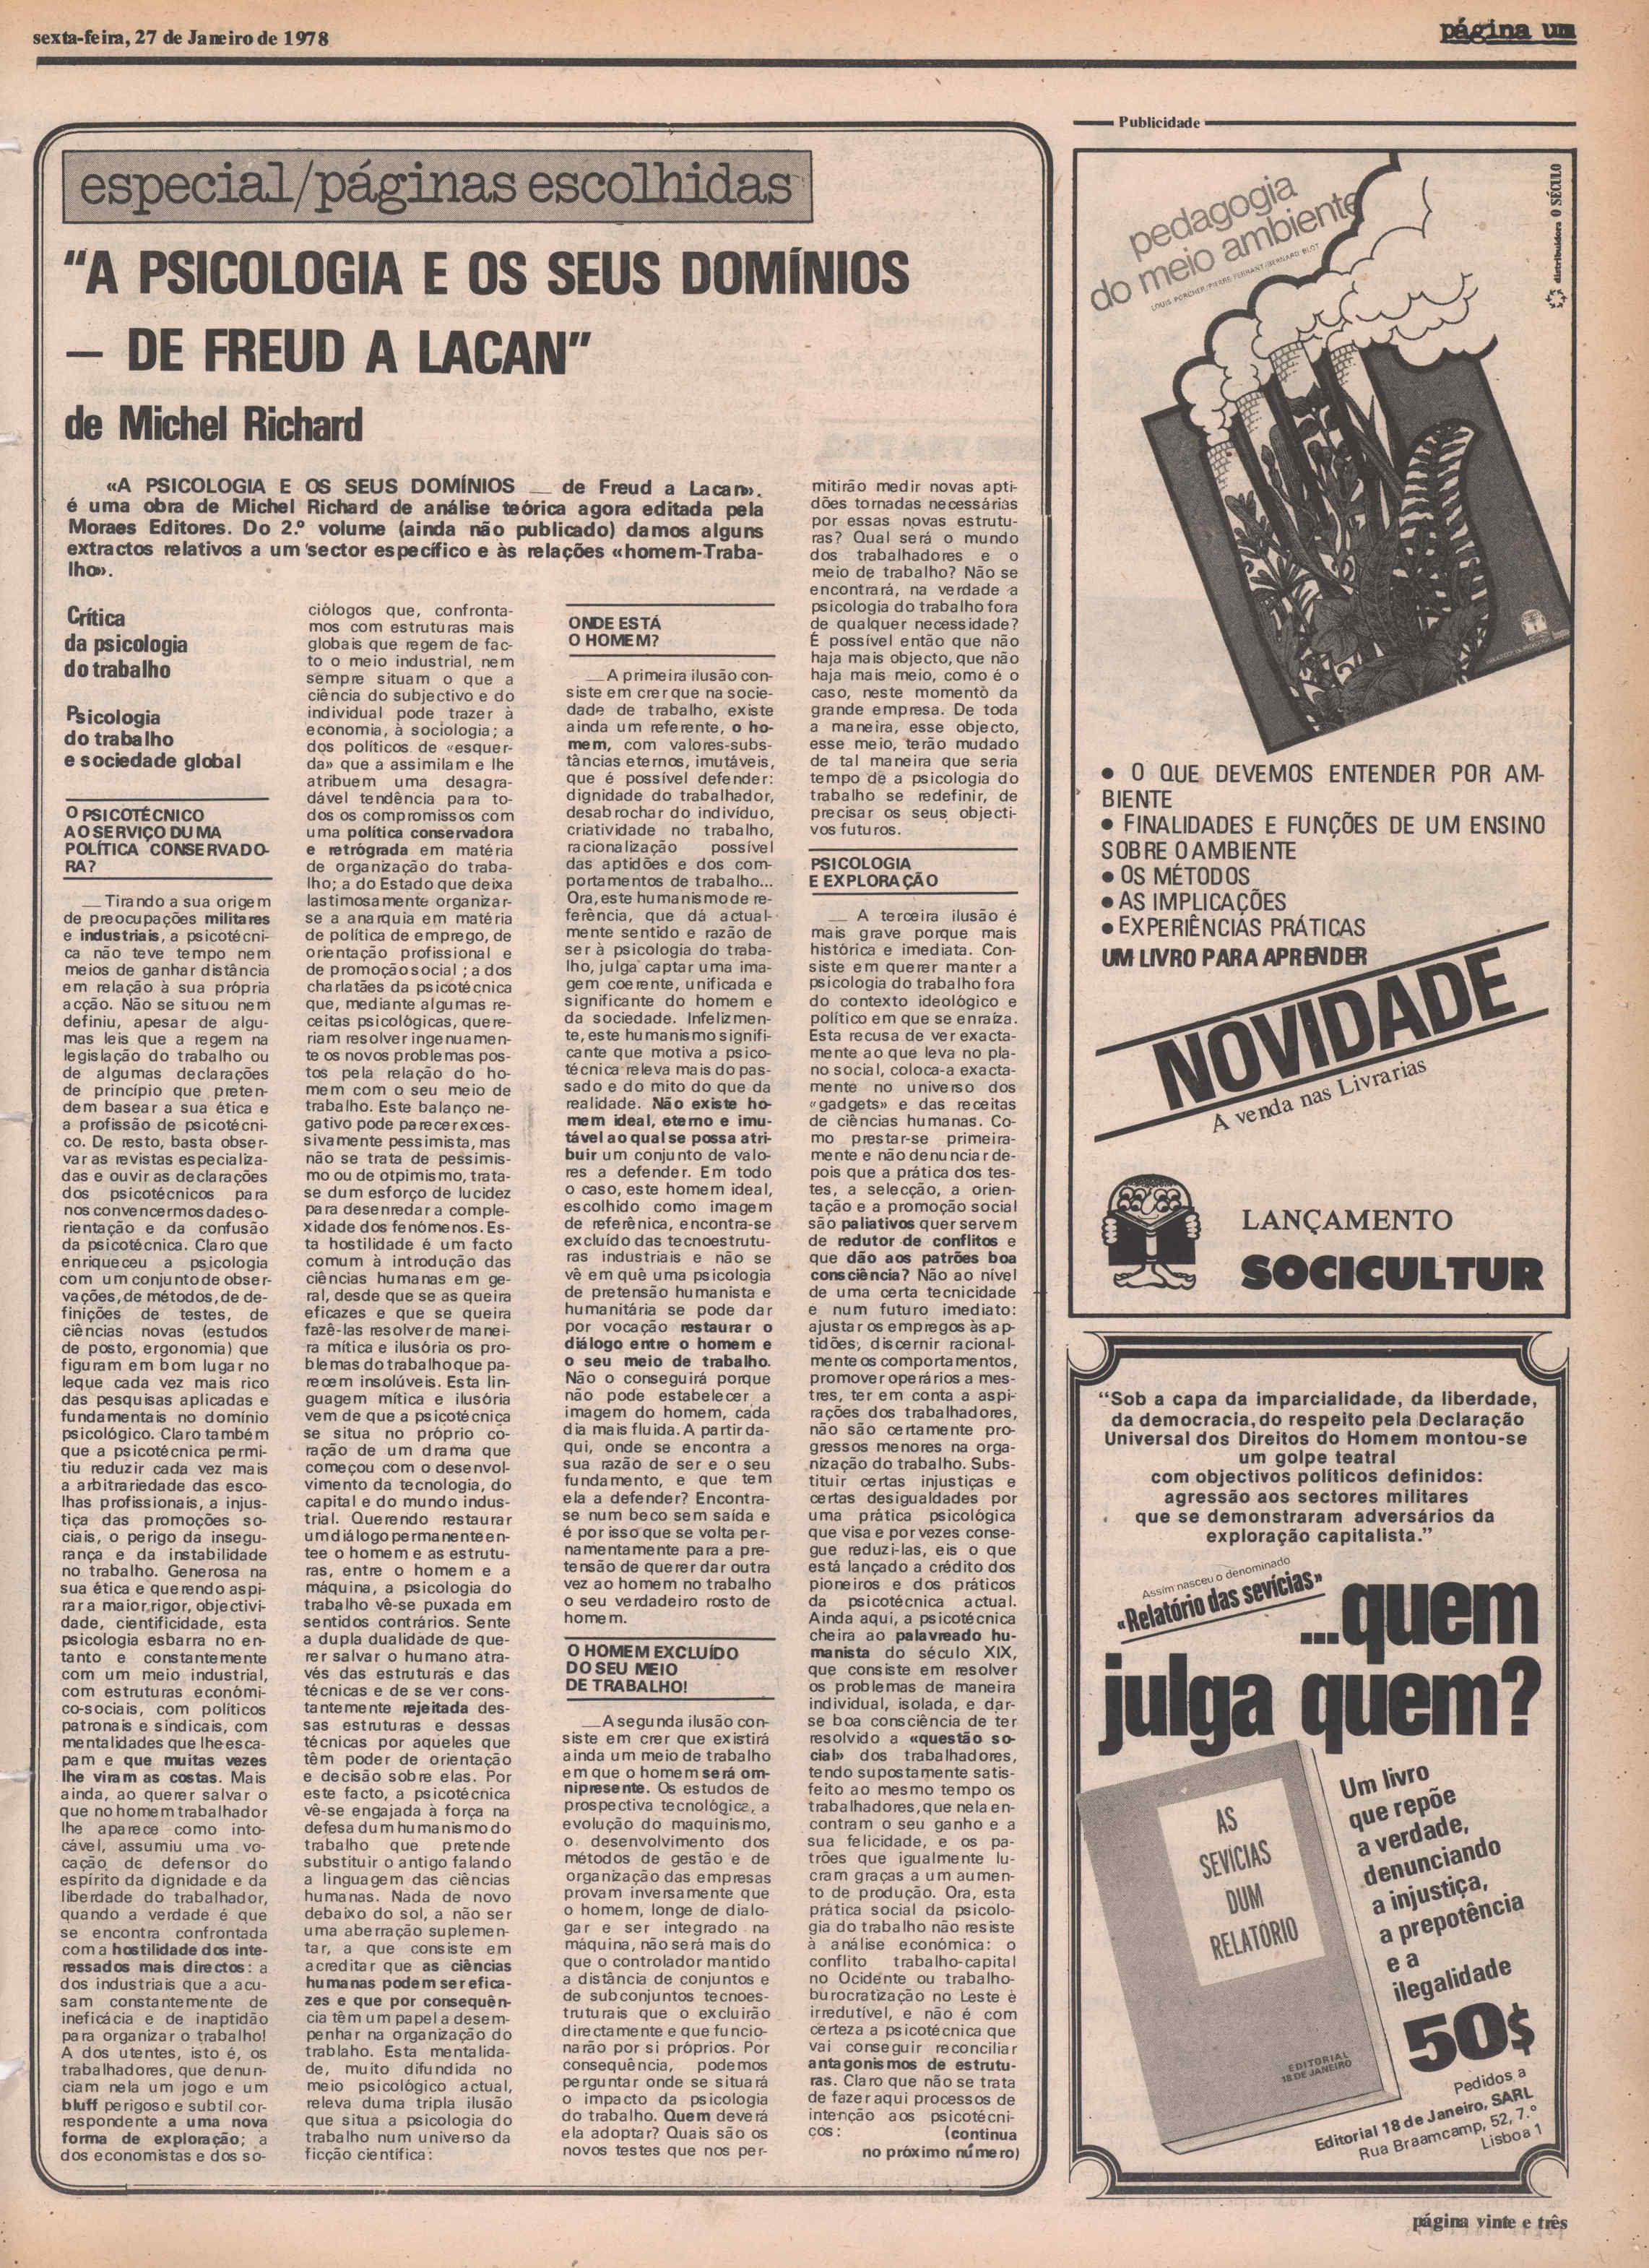 sexta-feira, 27 de Janeiro de 1978
página um
especial/páginas escolhidas
"A PSICOLOGIA E OS SEUS DOMÍNIOS
— DE FREUD A LACAN"
de Michel Richard
«A PSICOLOGIA E OS SEUS DOMÍNIOS — de Freud a Lacan».
é uma obra de Michel Richard de análise teórica agora editada pela
Moraes Editores. Do 2.º volume (ainda não publicado) damos alguns
extractos relativos a um sector específico e às relações «homem-Traba-
lho».
Crítica
da psicologia
do trabalho
Psicologia
do trabalho
e sociedade global
O PSICOTÉCNICO
AO SERVIÇO DUMA
POLÍTICA CONSERVADO-
RA?
— Tirando a sua origem
de preocupações militares
e industriais, a psicotécni-
ca não teve tempo nem
meios de ganhar distância
em relação à sua própria
acção. Não se situou nem
definiu, apesar de algu-
mas leis que a regem na
legislação do trabalho ou
de algumas declarações
de princípio que preten-
dem basear a sua ética e
a profissão de psicotécni-
co. De resto, basta obser-
var as revistas especializa-
das e ouvir as declarações
dos psicotécnicos para
nos convencermos da deso-
rientação e da confusão
da psicotécnica. Claro que
enriqueceu a psicologia
com um conjunto de obser-
vações, de métodos, de de-
finições de testes, de
ciências novas (estudos
de posto, ergonomia) que
figuram em bom lugar no
leque cada vez mais rico
das pesquisas aplicadas e
fundamentais no domínio
psicológico. Claro também
que a psicotécnica permi-
tiu reduzir cada vez mais
a arbitrariedade das esco-
lhas profissionais, a injus-
tiça das promoções so-
ciais, o perigo da insegu-
rança e da instabilidade
no trabalho. Generosa na
sua ética e querendo aspi-
rar a maior rigor, objectivi-
dade, cientificidade, esta
psicologia esbarra no en-
tanto e constantemente
com um meio industrial,
com estruturas económi-
co-sociais, com políticos
patronais e sindicais, com
mentalidades que lhe esca-
pam e que muitas vezes
lhe viram as costas. Mais
ainda, ao querer salvar o
que no homem trabalhador
lhe aparece como into-
cável, assumiu uma vo-
cação de defensor do
espírito da dignidade e da
liberdade do trabalhador,
quando a verdade é que
se encontra confrontada
com a hostilidade dos inte-
ressados mais directos: a
dos industriais que a acu-
sam constantemente de
ineficácia e de inaptidão
para organizar o trabalho!
A dos utentes, isto é, os
trabalhadores, que denun-
ciam nela um jogo e um
bluff perigoso e subtil cor-
respondente a uma nova
forma de exploração; a
dos economistas e dos so-
ciólogos que, confronta-
mos com estruturas mais
globais que regem de fac-
to o meio industrial, nem
sempre situam o que a
ciência do subjectivo e do
individual pode trazer à
economia, à sociologia; a
dos políticos de «esquer-
da» que a assimilam e lhe
atribuem uma desagra-
dável tendência para to-
dos os compromissos com
uma política conservadora
e retrógrada em matéria
de organização do traba-
lho; a do Estado que deixa
lastimosamente organizar-
se a anarquia em matéria
de política de emprego, de
orientação profissional e
de promoção social ; a dos
charlatães da psicotécnica
que, mediante algumas re-
ceitas psicológicas, quere-
riam resolver ingenuamen-
te os novos problemas pos-
tos pela relação do ho-
mem com o seu meio de
trabalho. Este balanço ne-
gativo pode parecer exces-
sivamente pessimista, mas
não se trata de pessimis-
mo ou de otpimismo, trata-
se dum esforço de lucidez
para desenredar a comple-
xidade dos fenómenos. Es-
ta hostilidade é um facto
comum à introdução das
ciências humanas em ge-
ral, desde que se as queira
eficazes e que se queira
fazê-las resolver de manei-
ra mítica e ilusória os pro-
blemas do trabalho que pa-
recem insolúveis. Esta lin-
guagem mítica e ilusória
vem de que a psicotécnica
se situa no próprio co-
ração de um drama que
começou com o desenvol-
vimento da tecnologia, do
capital e do mundo indus-
trial. Querendo restaurar
um diálogo permanente en-
tee o homem e as estrutu-
ras, entre o homem e a
máquina, a psicologia do
trabalho vê-se puxada em
sentidos contrários. Sente
a dupla dualidade de que-
rer salvar o humano atra-
vés das estruturas e das
técnicas e de se ver cons-
tantemente rejeitada des-
sas estruturas e dessas
técnicas por aqueles que
têm poder de orientação
e decisão sobre elas. Por
este facto, a psicotécnica
vê-se engajada à força na
defesa dum humanismo do
trabalho que pretende
substituir o antigo falando
a linguagem das ciências
humanas. Nada de novo
debaixo do sol, a não ser
uma aberração suplemen-
tar, a que consiste em
acreditar que as ciências
humanas podem ser efica-
zes e que por consequên-
cia têm um papel a desem-
penhar na organização do
trablaho. Esta mentalida-
de, muito difundida no
meio psicológico actual,
releva duma tripla ilusão
que situa a psicologia do
trabalho num universo da
ficção científica:
ONDE ESTÁ
O HOMEM?
— A primeira ilusão con-
siste em crer que na socie-
dade de trabalho, existe
ainda um referente, o ho-
mem, com valores-subs-
tâncias eternos, imutáveis,
que é possível defender:
dignidade do trabalhador,
desabrochar do indivíduo,
criatividade no trabalho,
racionalização possível
das aptidões e dos com-
portamentos de trabalho...
Ora, este humanismo de re-
ferência, que dá actual-
mente sentido e razão de
ser à psicologia do traba-
lho, julga captar uma ima-
gem coerente, unificada e
significante do homem e
da sociedade. Infelizmen-
te, este humanismo signifi-
cante que motiva a psico-
técnica releva mais do pas-
sado e do mito do que da
realidade. Não existe ho-
mem ideal, eterno e imu-
tável ao qual se possa atri-
buir um conjunto de valo-
res a defender. Em todo
o caso, este homem ideal,
escolhido como imagem
de referênica, encontra-se
excluído das tecnoestrutu-
ras industriais e não se
vê em quê uma psicologia
de pretensão humanista e
humanitária se pode dar
por vocação restaurar o
diálogo entre o homem e
o seu meio de trabalho.
Não o conseguirá porque
não pode estabelecer a
imagem do homem, cada
dia mais fluida. A partir da-
qui, onde se encontra a
sua razão de ser e o seu
fundamento, e que tem
ela a defender? Encontra-
se num beco sem saída e
é por isso que se volta per-
namentamente para a pre-
tensão de querer dar outra
vez ao homem no trabalho
o seu verdadeiro rosto de
homem.
O HOMEM EXCLUÍDO
DO SEU MEIO
DE TRABALHO!
— A segunda ilusão con-
siste em crer que existirá
ainda um meio de trabalho
em que o homem será om-
nipresente. Os estudos de
prospectiva tecnológica, a
evolução do maquinismo,
o desenvolvimento dos
métodos de gestão e de
organização das empresas
provam inversamente que
o homem, longe de dialo-
gar e ser integrado na
máquina, não será mais do
que o controlador mantido
a distância de conjuntos e
de subconjuntos tecnoes-
truturais que o excluirão
directamente e que funcio-
narão por si próprios. Por
consequência, podemos
perguntar onde se situará
o impacto da psicologia
do trabalho. Quem deverá
ela adoptar? Quais são os
novos testes que nos per-
mitirão medir novas apti-
dões tornadas necessárias
por essas novas estrutu-
ras? Qual será o mundo
dos trabalhadores e o
meio de trabalho? Não se
encontrará, na verdade a
psicologia do trabalho fora
de qualquer necessidade?
É possível então que não
haja mais objecto, que não
haja mais meio, como é o
caso, neste momento da
grande empresa. De toda
a maneira, esse objecto,
esse meio, terão mudado
de tal maneira que seria
tempo de a psicologia do
trabalho se redefinir, de
precisar os seus objecti-
vos futuros.
PSICOLOGIA
E EXPLORAÇÃO
— A terceira ilusão é
mais grave porque mais
histórica e imediata. Con-
siste em querer manter a
psicologia do trabalho fora
do contexto ideológico e
político em que se enraíza.
Esta recusa de ver exacta-
mente ao que leva no pla-
no social, coloca-a exacta-
mente no universo dos
«gadgets» e das receitas
de ciências humanas. Co-
mo prestar-se primeira-
mente e não denunciar de-
pois que a prática dos tes-
tes, a selecção, a orien-
tação e a promoção social
são paliativos quer servem
de redutor de conflitos e
que dão aos patrões boa
consciência? Não ao nível
de uma certa tecnicidade
e num futuro imediato:
ajustar os empregos às ap-
tidões, discernir racional-
mente os comportamentos,
promover operários a mes-
tres, ter em conta a aspi-
rações dos trabalhadores,
não são certamente pro-
gressos menores na orga-
nização do trabalho. Subs-
tituir certas injustiças e
certas desigualdades por
uma prática psicológica
que visa e por vezes conse-
gue reduzi-las, eis o que
está lançado a crédito dos
pioneiros e dos práticos
da psicotécnica actual.
Ainda aqui, a psicotécnica
cheira ao palavreado hu-
manista do século XIX,
que consiste em resolver
os problemas de maneira
individual, isolada, e dar-
se boa consciência de ter
resolvido a «questão so-
cial» dos trabalhadores,
tendo supostamente satis-
feito ao mesmo tempo os
trabalhadores, que nela en-
contram o seu ganho e a
sua felicidade, e os pa-
trões que igualmente lu-
cram graças a um aumen-
to de produção. Ora, esta
prática social da psicolo-
gia do trabalho não resiste
à análise económica: o
conflito trabalho-capital
no Ocidente ou trabalho-
burocratização no Leste é
irredutível, e não é com
certeza a psicotécnica que
vai conseguir reconciliar
antagonismos de estrutu-
ras. Claro que não se trata
de fazer aqui processos de
intenção aos psicotécni-
cos: (continua
no próximo número)
Publicidade
pedagogia
do meio ambiente
LOUIS PORCHER/PIERRE FERRANT/BERNARD BLOT
distribuidora O SÉCULO
● O QUE DEVEMOS ENTENDER POR AM-
BIENTE
● FINALIDADES E FUNÇÕES DE UM ENSINO
SOBRE O AMBIENTE
● OS MÉTODOS
● AS IMPLICAÇÕES
● EXPERIÊNCIAS PRÁTICAS
UM LIVRO PARA APRENDER
NOVIDADE
À venda nas Livrarias
LANÇAMENTO
SOCICULTUR
"Sob a capa da imparcialidade, da liberdade,
da democracia, do respeito pela Declaração
Universal dos Direitos do Homem montou-se
um golpe teatral
com objectivos políticos definidos:
agressão aos sectores militares
que se demonstraram adversários da
exploração capitalista."
Assim nasceu o denominado
«Relatório das sevícias»
...quem
julga quem?
AS
SEVÍCIAS
DUM
RELATÓRIO
EDITORIAL
18 DE JANEIRO
Um livro
que repõe
a verdade,
denunciando
a injustiça,
a prepotência
e a
ilegalidade
50$
Pedidos a
Editorial 18 de Janeiro, SARL
Rua Braamcamp, 52, 7.º
Lisboa 1
página vinte e três